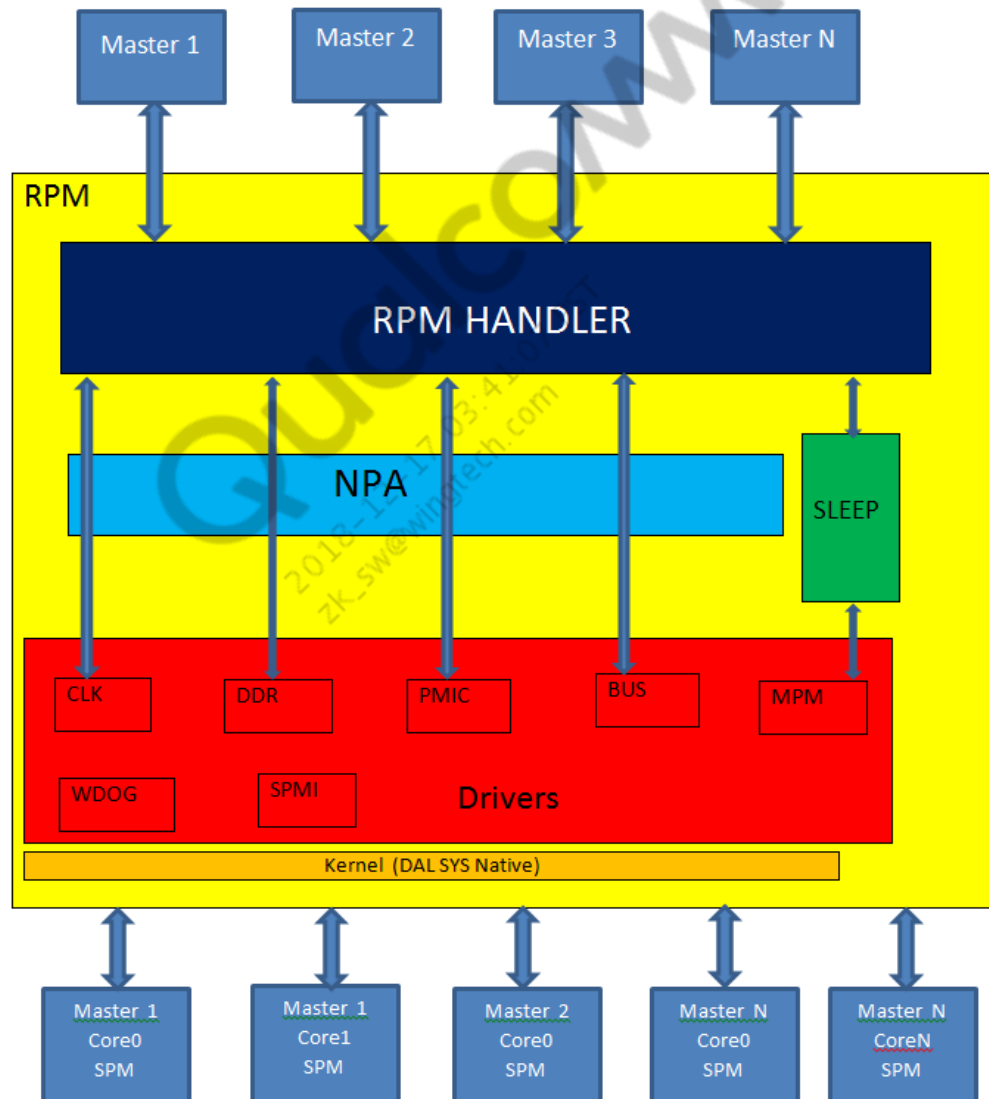 Master 1
Master 2
Master 3
Master N
RPM
RPM HANDLER
NPA
SLEEP
CLK
DDR
PMIC
BUS
MPM
WDOG
SPMI
Drivers
Kernel (DAL SYS Native)
Master 1
Core0
SPM
Master 1
Core1
SPM
Master 2
Core0
SPM
Master N
Core0
SPM
Master N
CoreN
SPM
Qualcomm
zk_sw@wingtech.com